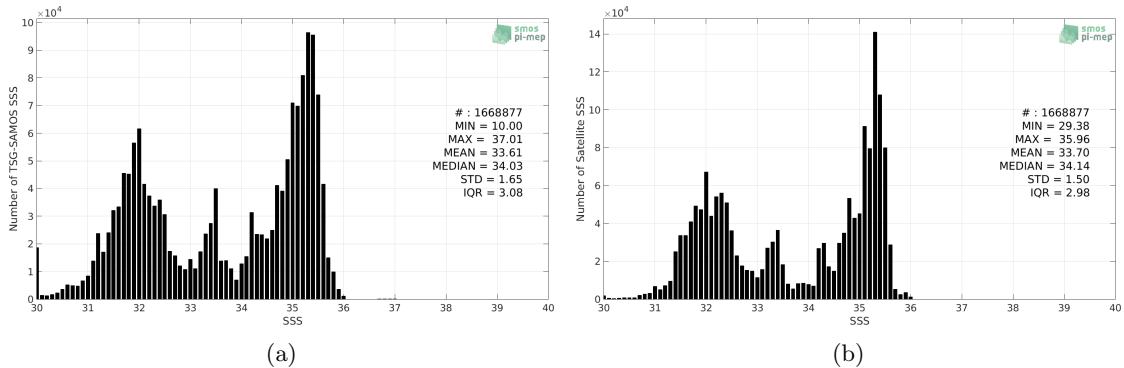 ×10⁴
10
9
8
7
6
5
4
3
2
1
0
Number of TSG-SAMOS SSS
30 31 32 33 34 35 36 37 38 39 40
SSS
smos
pi-mep
# : 1668877
MIN = 10.00
MAX = 37.01
MEAN = 33.61
MEDIAN = 34.03
STD = 1.65
IQR = 3.08
(a)
×10⁴
14
12
10
8
6
4
2
0
Number of Satellite SSS
30 31 32 33 34 35 36 37 38 39 40
SSS
smos
pi-mep
# : 1668877
MIN = 29.38
MAX = 35.96
MEAN = 33.70
MEDIAN = 34.14
STD = 1.50
IQR = 2.98
(b)